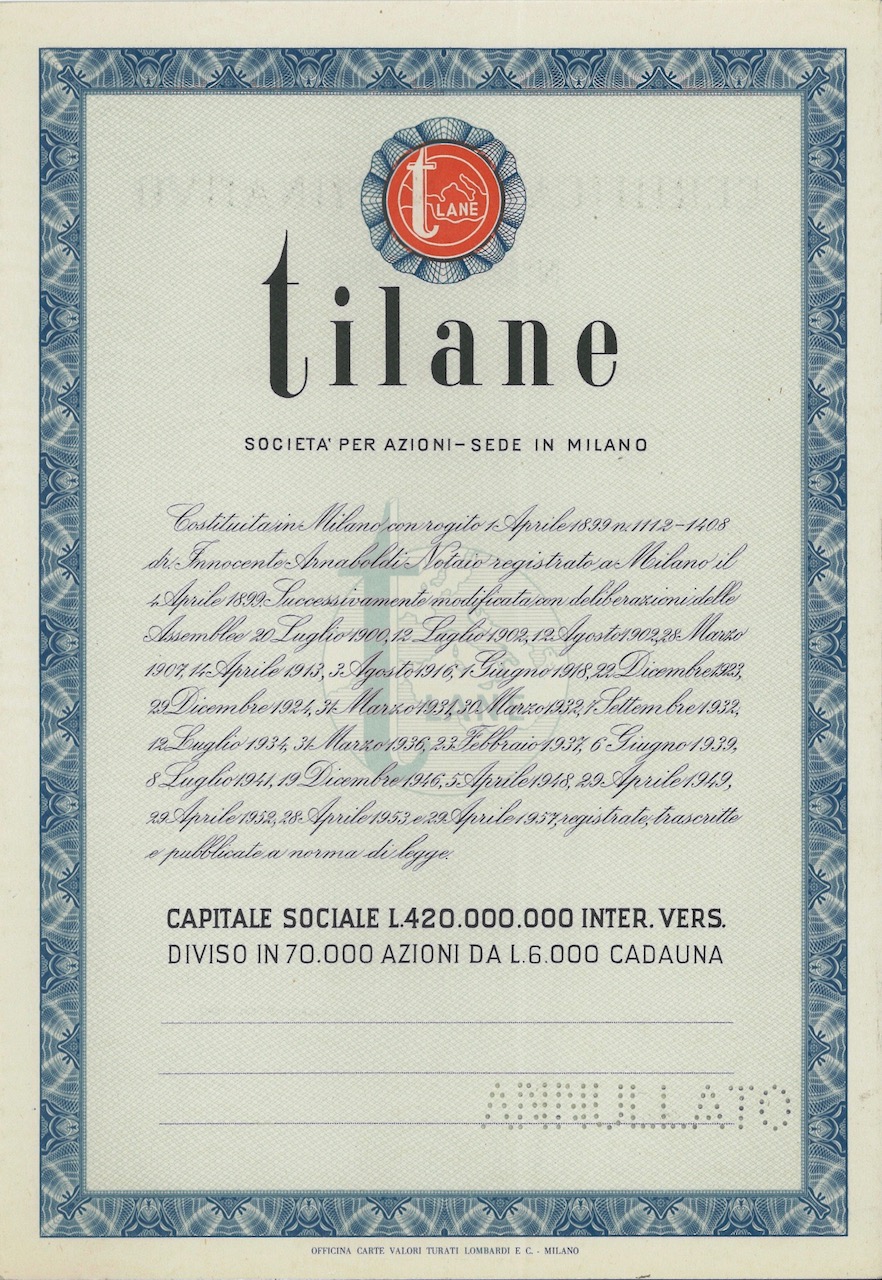 t LANE
tilane
SOCIETA' PER AZIONI – SEDE IN MILANO
Costituita in Milano con rogito 1 Aprile 1899 n. 1112 – 1408
dr. Innocente Arnaboldi Notaio registrato a Milano il
4 Aprile 1899. Successivamente modificata con deliberazioni delle
Assemblee 20 Luglio 1900, 12 Luglio 1902, 12 Agosto 1902, 28 Marzo
1907, 14 Aprile 1913, 3 Agosto 1916, 1 Giugno 1918, 22 Dicembre 1923,
29 Dicembre 1924, 31 Marzo 1931, 30 Marzo 1932, 7 Settembre 1932,
12 Luglio 1934, 31 Marzo 1936, 23 Febbraio 1937, 6 Giugno 1939,
8 Luglio 1941, 19 Dicembre 1946, 5 Aprile 1948, 29 Aprile 1949,
29 Aprile 1952, 28 Aprile 1953 e 29 Aprile 1957, registrate, trascritte
e pubblicate a norma di legge.
t LANE
CAPITALE SOCIALE L.420.000.000 INTER. VERS.
DIVISO IN 70.000 AZIONI DA L.6.000 CADAUNA
ANNULLATO
OFFICINA CARTE VALORI TURATI LOMBARDI E C. - MILANO